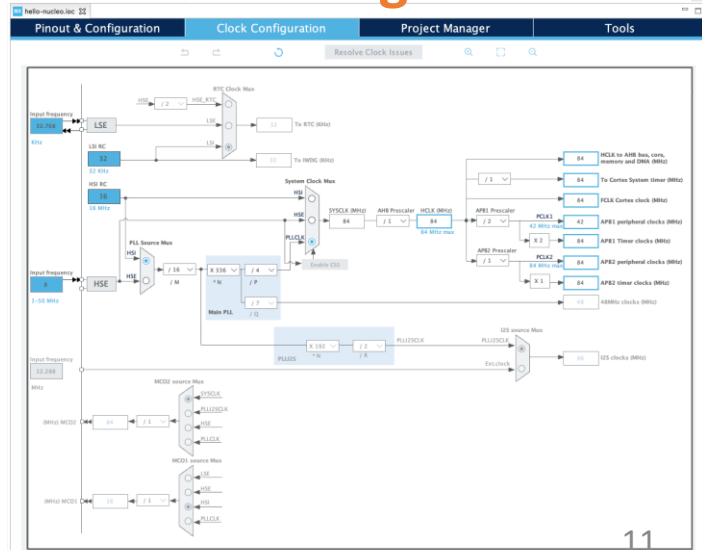 hello-nucleo.ioc
Pinout & Configuration
Clock Configuration
Project Manager
Tools
Resolve Clock Issues
RTC Clock Mux
HSE
/ 2
HSE_RTC
Input frequency
32.768
KHz
LSE
LSE
32
To RTC (KHz)
LSI RC
32
32 KHz
LSI
32
To IWDG (KHz)
HSI RC
16
16 MHz
System Clock Mux
HSI
HSE
PLLCLK
Enable CSS
SYSCLK (MHz)
84
AHB Prescaler
/ 1
HCLK (MHz)
84
84 MHz max
84
HCLK to AHB bus, core,
memory and DMA (MHz)
/ 1
84
To Cortex System timer (MHz)
84
FCLK Cortex clock (MHz)
APB1 Prescaler
/ 2
PCLK1
42 MHz max
42
APB1 peripheral clocks (MHz)
X 2
84
APB1 Timer clocks (MHz)
APB2 Prescaler
/ 1
PCLK2
84 MHz max
84
APB2 peripheral clocks (MHz)
X 1
84
APB2 timer clocks (MHz)
PLL Source Mux
HSI
HSE
/ 16
/ M
X 336
* N
/ 4
/ P
/ 7
/ Q
Main PLL
48
48MHz clocks (MHz)
Input frequency
8
1-50 MHz
HSE
PLLI2S
X 192
* N
/ 2
/ R
PLLI2SCLK
I2S source Mux
PLLI2SCLK
Ext.clock
96
I2S clocks (MHz)
Input frequency
12.288
MHz
MCO2 source Mux
SYSCLK
PLLI2SCLK
HSE
PLLCLK
(MHz) MCO2
84
/ 1
MCO1 source Mux
LSE
HSE
HSI
PLLCLK
(MHz) MCO1
16
/ 1
11